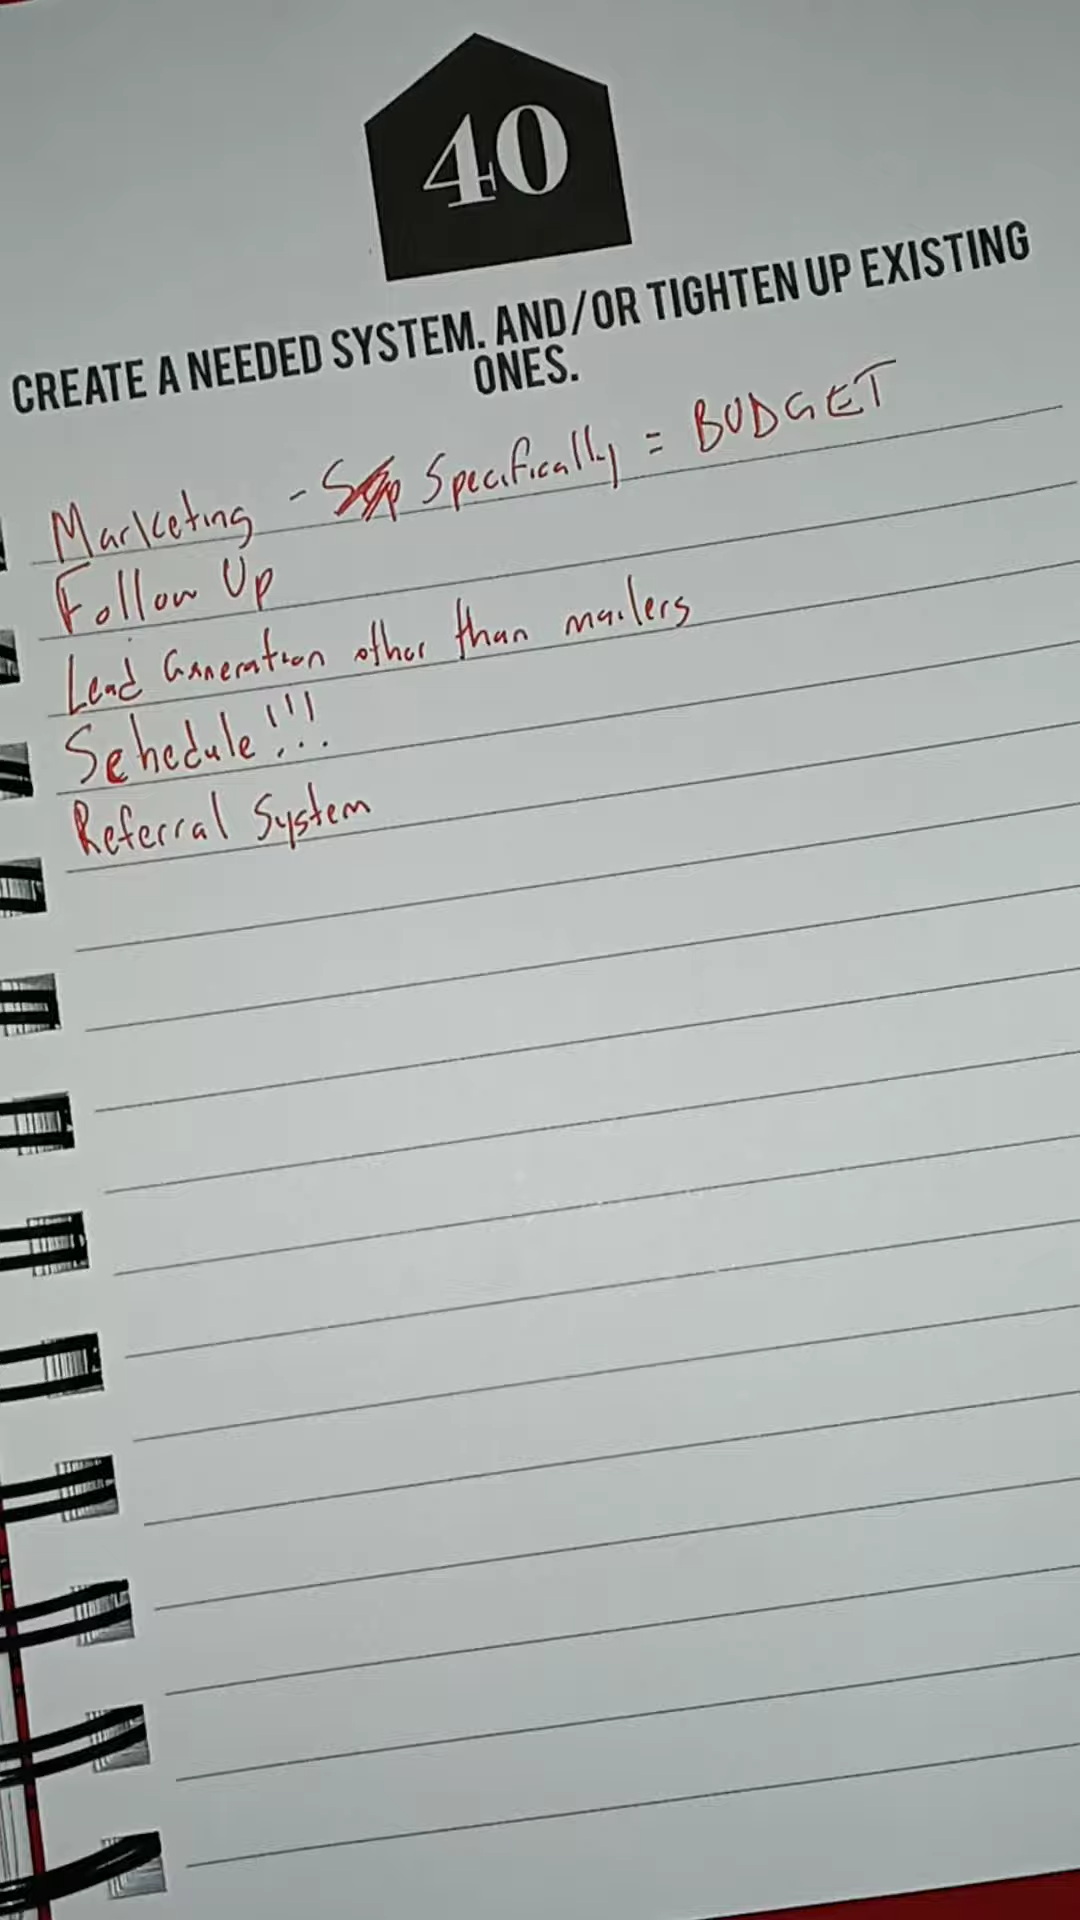 40
CREATE A NEEDED SYSTEM. AND/OR TIGHTEN UP EXISTING
ONES.
Marketing - Specifically = BUDGET
Follow Up
Lead Generation other than mailers
Schedule!!!
Referral System